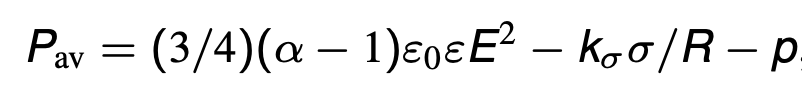 P_av = (3/4)(α − 1)ε₀εE² − k_σσ/R − p,